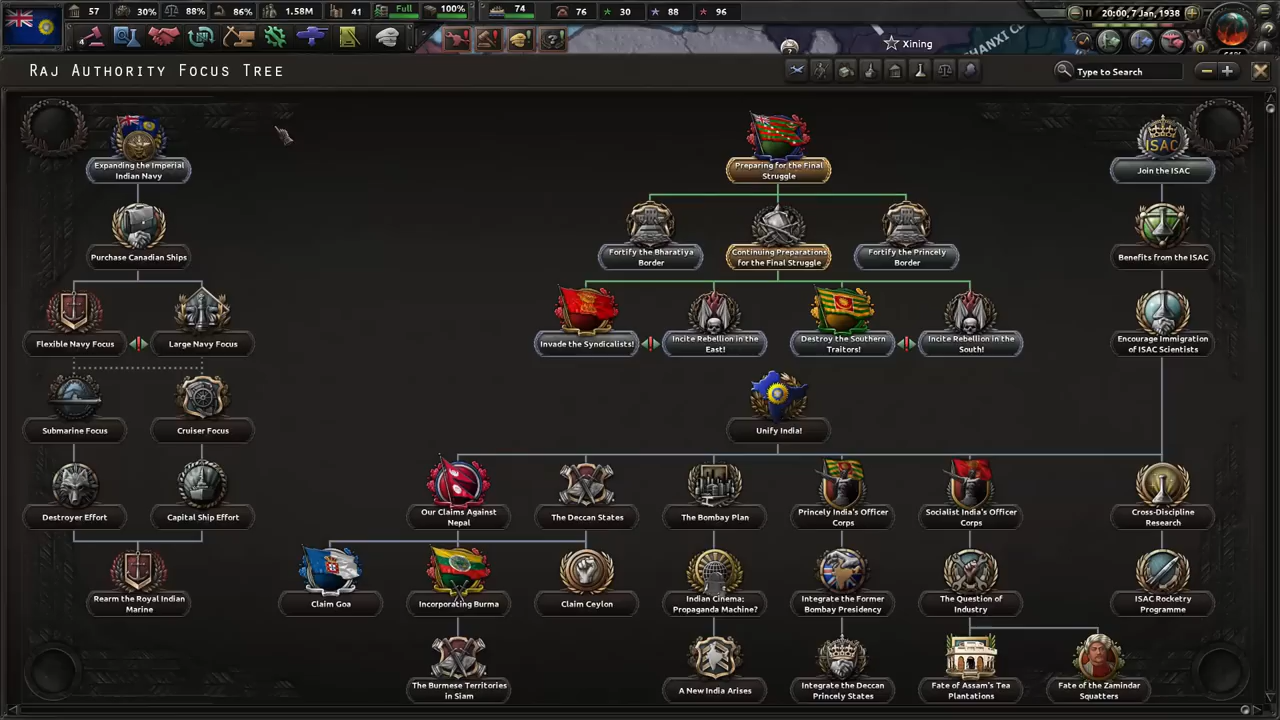 57 30% 88% 86% 1.58M 41 Full 100% 74 76 30 88 96 20:00, 7 Jan, 1938
4
2
Xining
RAJ AUTHORITY FOCUS TREE
Type to Search
Expanding the Imperial
Indian Navy
Preparing for the Final
Struggle
ISAC
Join the ISAC
Purchase Canadian Ships
Fortify the Bharatiya
Border
Continuing Preparations
for the Final Struggle
Fortify the Princely
Border
Benefits from the ISAC
Flexible Navy Focus
Large Navy Focus
Invade the Syndicalists!
Incite Rebellion in the
East!
Destroy the Southern
Traitors!
Incite Rebellion in the
South!
Encourage Immigration
of ISAC Scientists
Submarine Focus
Cruiser Focus
Unify India!
Destroyer Effort
Capital Ship Effort
Our Claims Against
Nepal
The Deccan States
The Bombay Plan
Princely India's Officer
Corps
Socialist India's Officer
Corps
Cross-Discipline
Research
Rearm the Royal Indian
Marine
Claim Goa
Incorporating Burma
Claim Ceylon
Indian Cinema:
Propaganda Machine?
Integrate the Former
Bombay Presidency
The Question of
Industry
ISAC Rocketry
Programme
The Burmese Territories
in Siam
A New India Arises
Integrate the Deccan
Princely States
Fate of Assam's Tea
Plantations
Fate of the Zamindar
Squatters